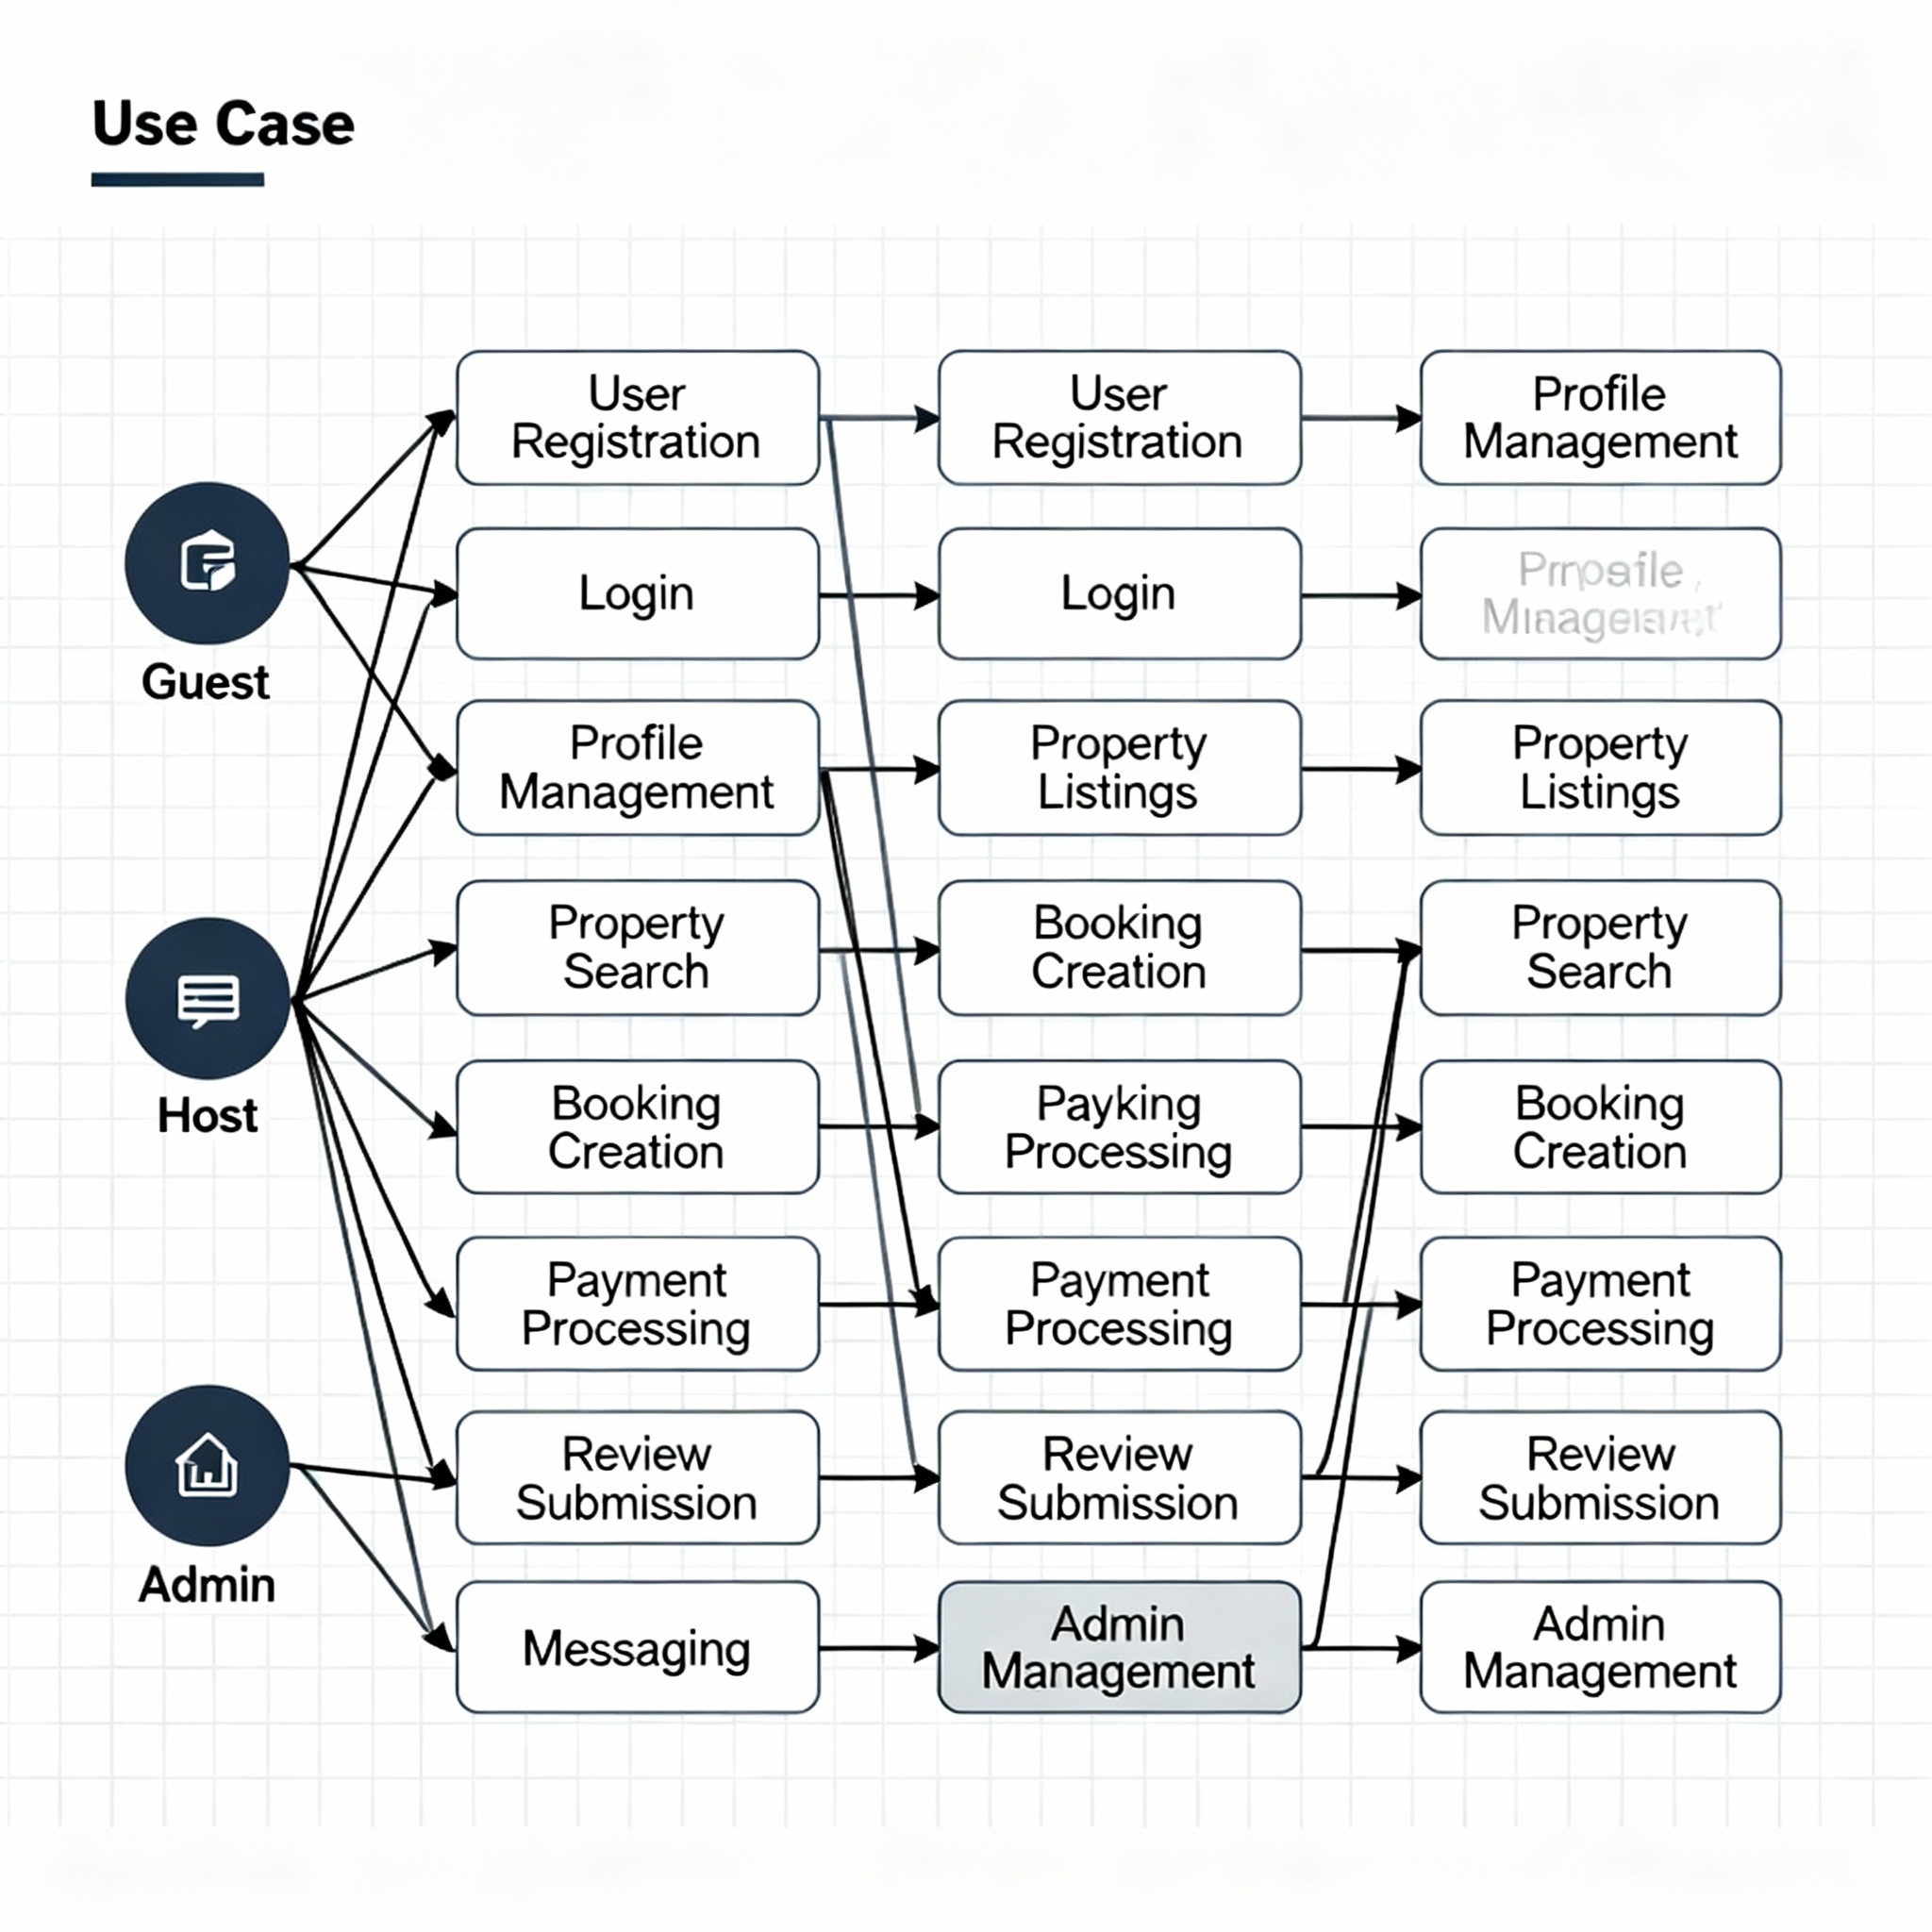 Use Case
Guest
Host
Admin
User
Registration
Login
Profile
Management
Property
Search
Booking
Creation
Payment
Processing
Review
Submission
Messaging
User
Registration
Login
Property
Listings
Booking
Creation
Payking
Processing
Payment
Processing
Review
Submission
Admin
Management
Profile
Management
Property
Listings
Property
Search
Booking
Creation
Payment
Processing
Review
Submission
Admin
Management